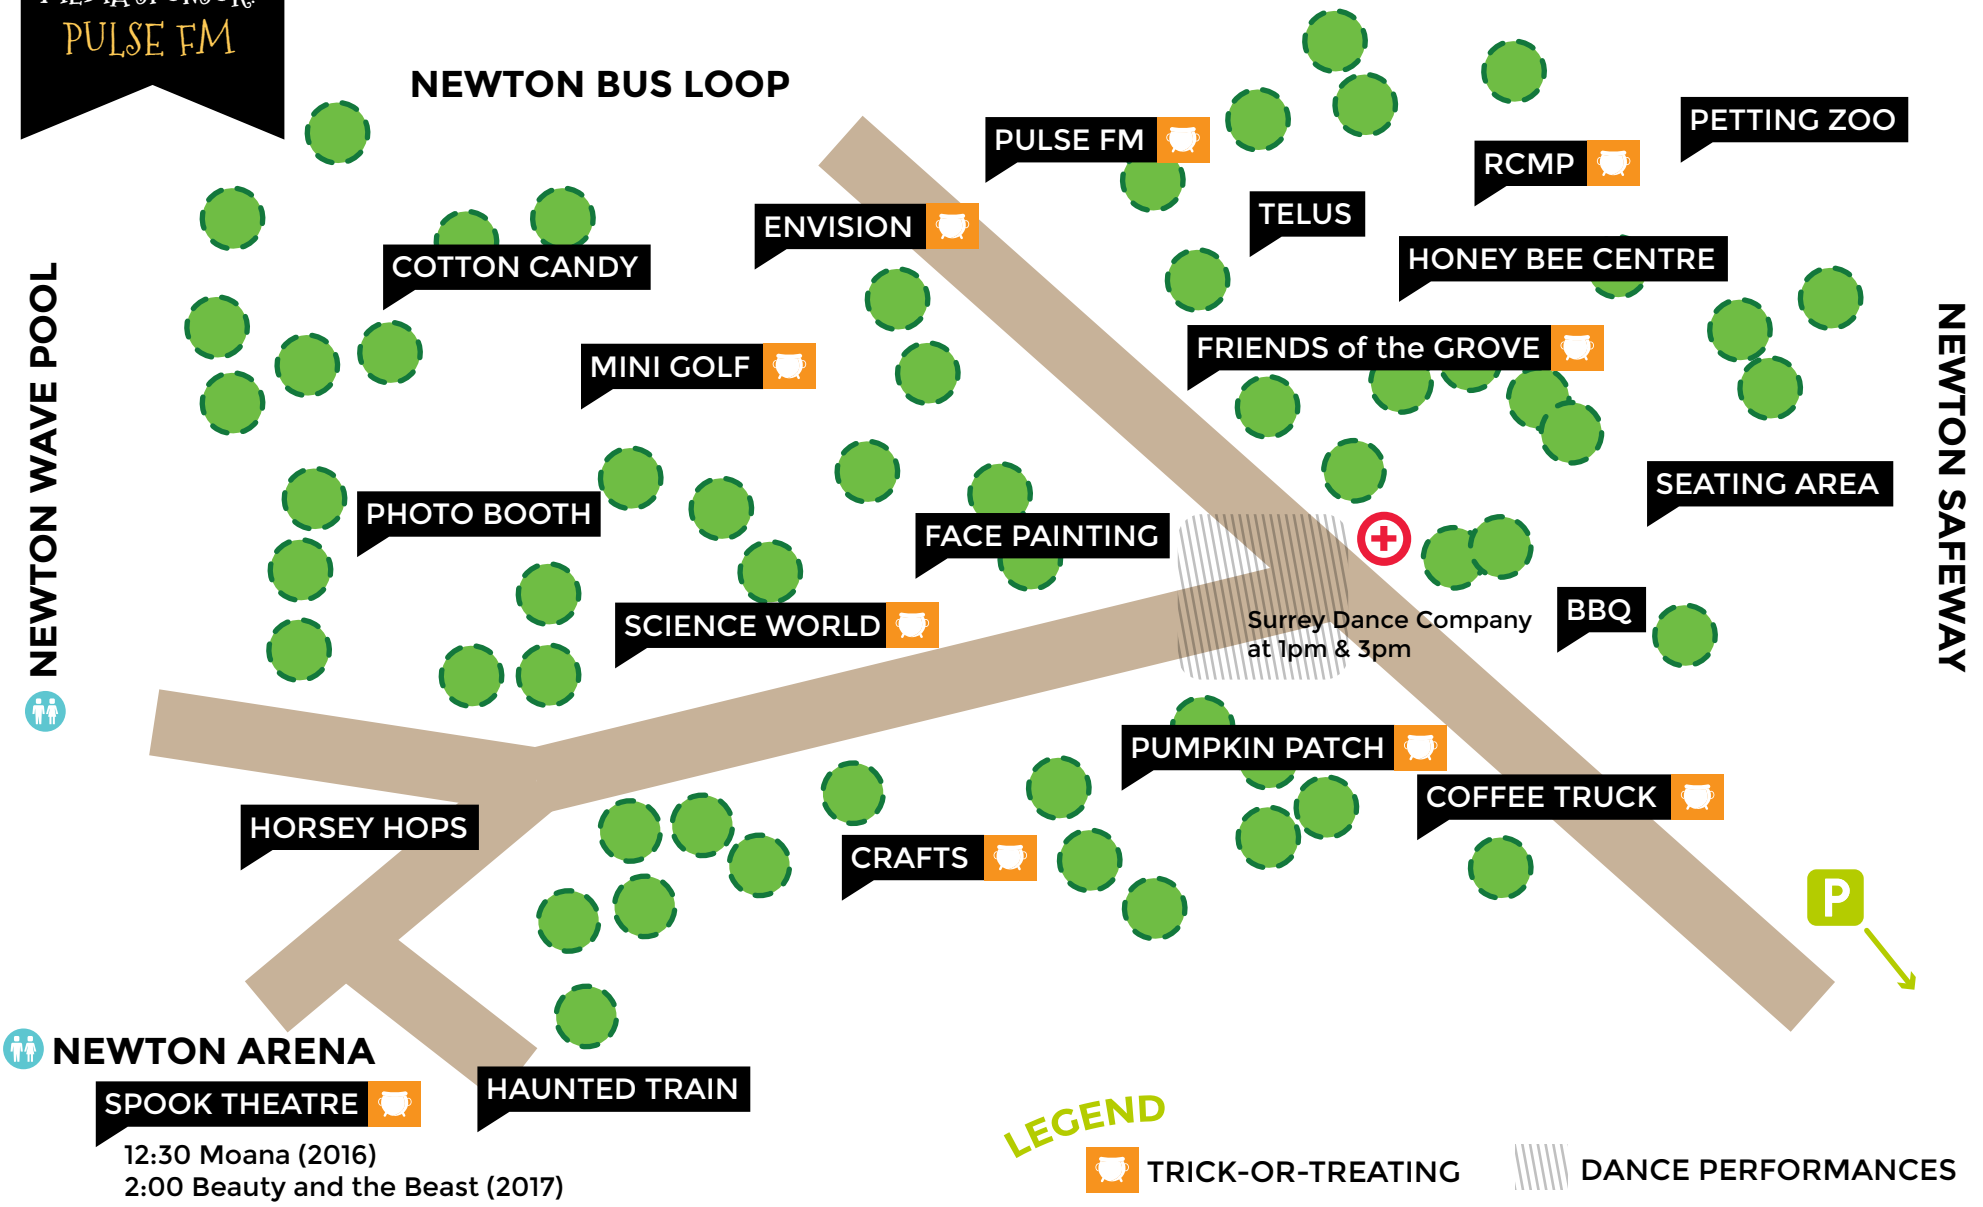 PULSE FM
NEWTON BUS LOOP
PULSE FM
PETTING ZOO
RCMP
TELUS
ENVISION
HONEY BEE CENTRE
COTTON CANDY
NEWTON WAVE POOL
NEWTON SAFEWAY
FRIENDS of the GROVE
MINI GOLF
SEATING AREA
PHOTO BOOTH
FACE PAINTING
BBQ
SCIENCE WORLD
Surrey Dance Company
at 1pm & 3pm
PUMPKIN PATCH
COFFEE TRUCK
HORSEY HOPS
CRAFTS
P
NEWTON ARENA
HAUNTED TRAIN
SPOOK THEATRE
12:30 Moana (2016)
2:00 Beauty and the Beast (2017)
LEGEND
TRICK-OR-TREATING
DANCE PERFORMANCES